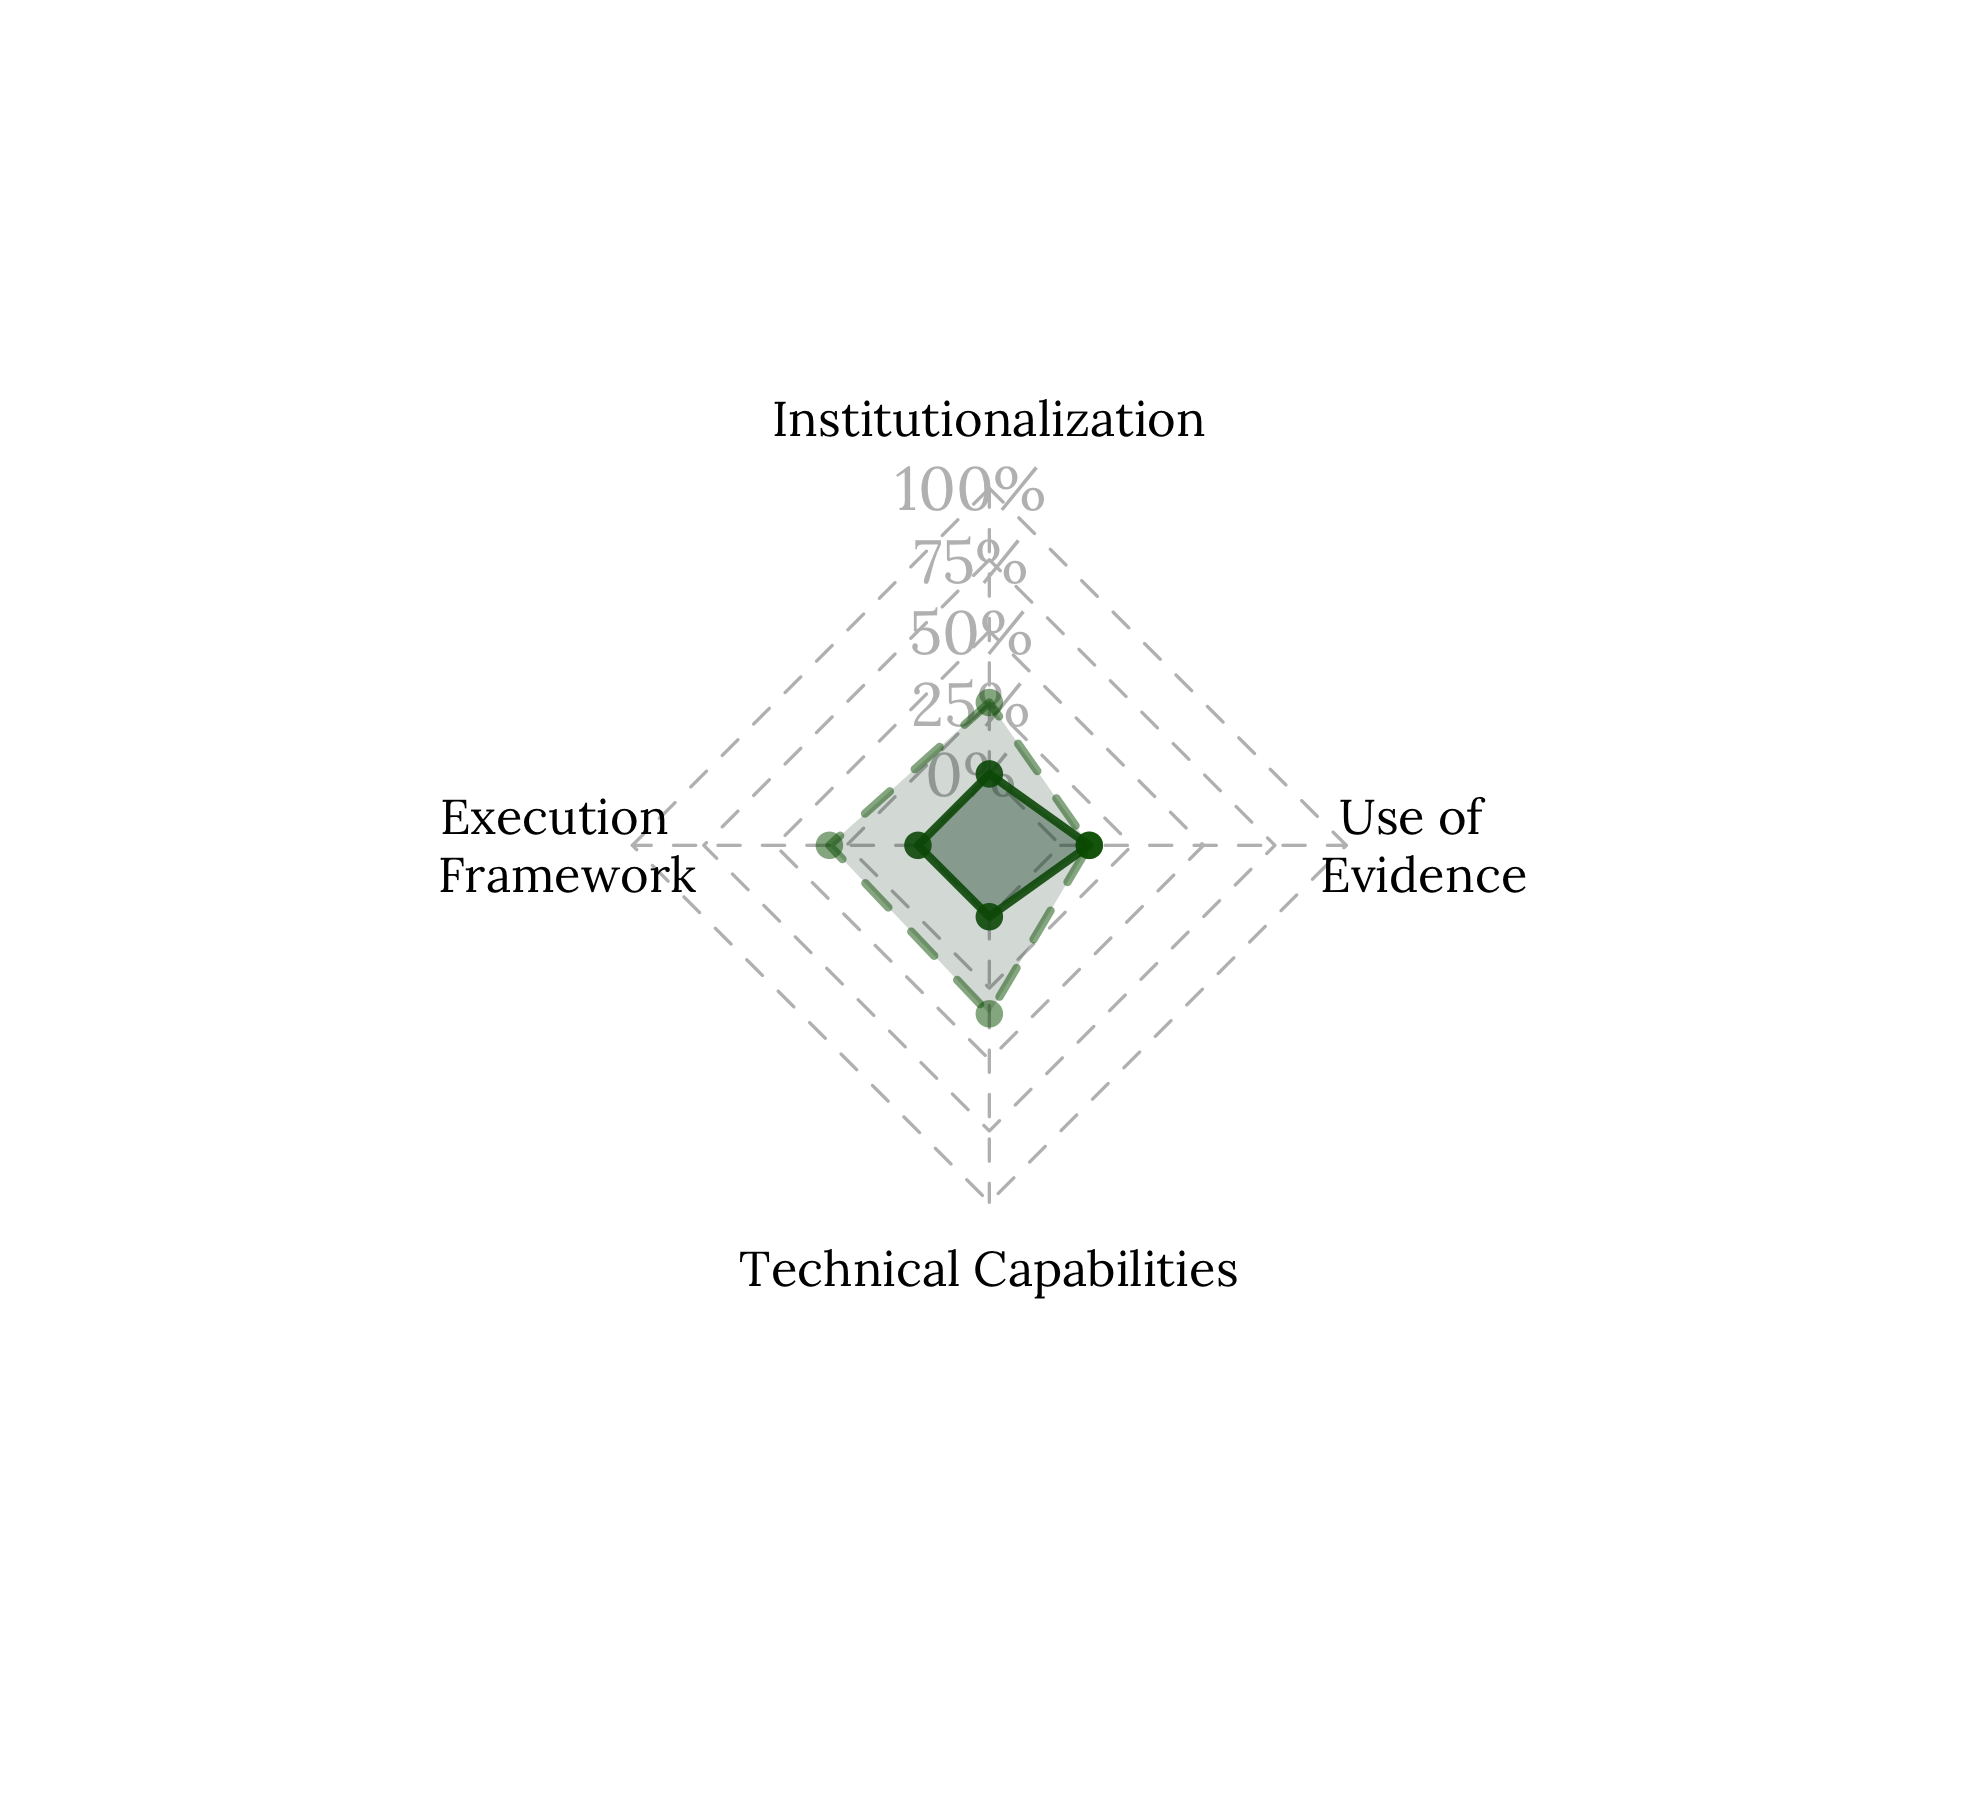 Institutionalization
100%
75%
50%
25%
0%
Execution
Framework
Use of
Evidence
Technical Capabilities